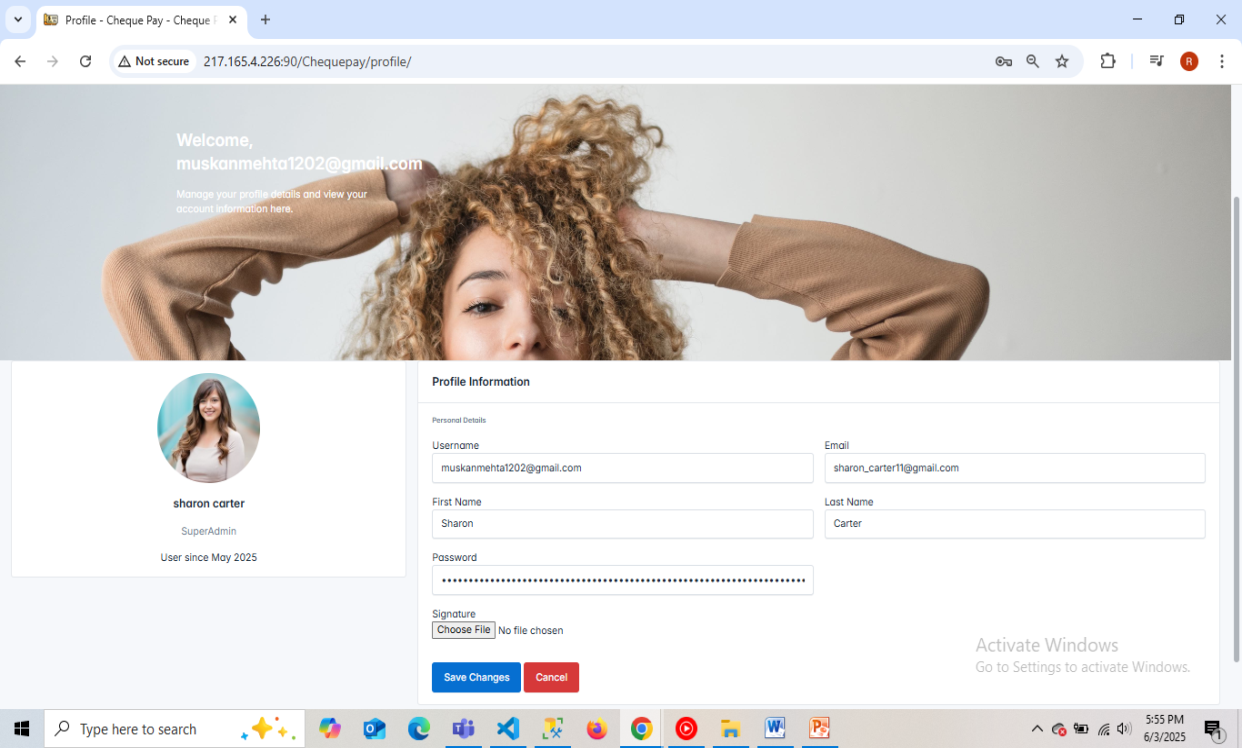 Profile - Cheque Pay - Cheque
Not secure 217.165.4.226:90/Chequepay/profile/
R
Welcome,
muskanmehta1202@gmail.com
Manage your profile details and view your
account information here.
sharon carter
SuperAdmin
User since May 2025
Profile Information
Personal Details
Username
muskanmehta1202@gmail.com
Email
sharon_carter11@gmail.com
First Name
Sharon
Last Name
Carter
Password
Signature
Choose File No file chosen
Save Changes Cancel
Activate Windows
Go to Settings to activate Windows.
Type here to search
5:55 PM
6/3/2025
1